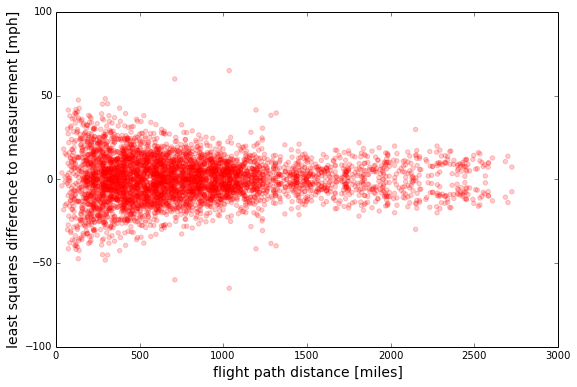 least squares difference to measurement [mph]
100
50
0
−50
−100
0 500 1000 1500 2000 2500 3000
flight path distance [miles]